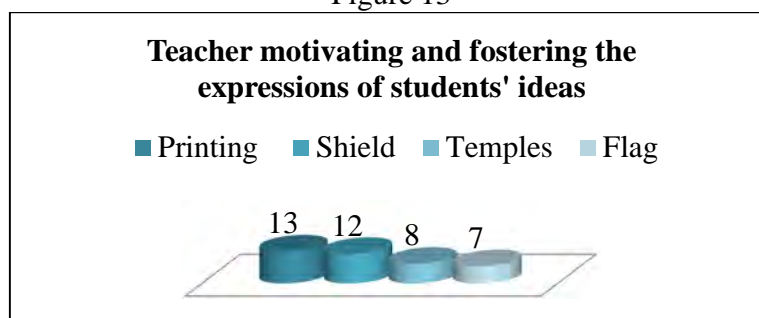 Figure 13
Teacher motivating and fostering the
expressions of students' ideas
Printing Shield Temples Flag
13 12 8 7